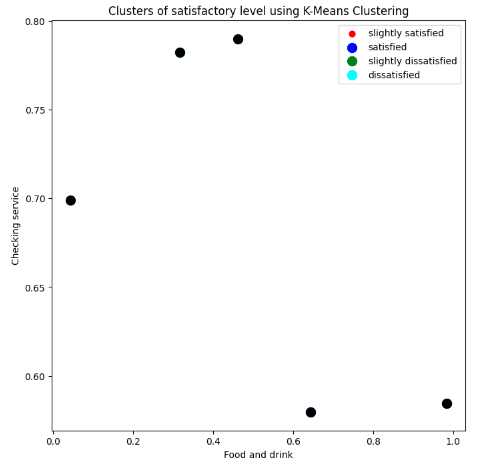 Clusters of satisfactory level using K-Means Clustering
slightly satisfied
satisfied
slightly dissatisfied
dissatisfied
0.80
0.75
0.70
0.65
0.60
Checking service
0.0 0.2 0.4 0.6 0.8 1.0
Food and drink